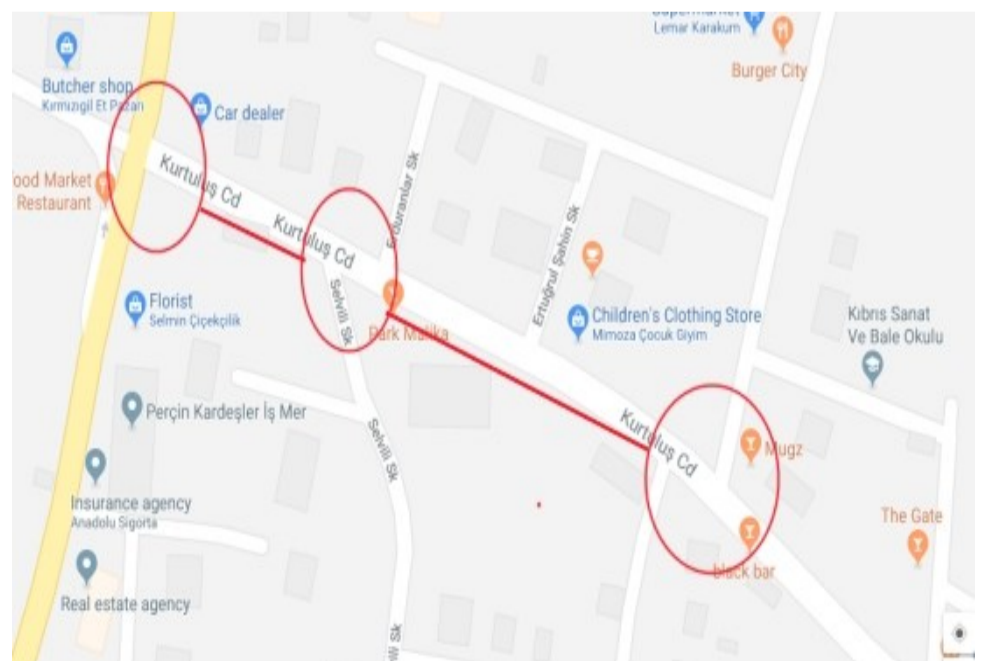 Supermarket
Lemar Karakum
Burger City
Butcher shop
Kırmızıgil Et Pazarı
Car dealer
ood Market
Restaurant
Kurtuluş Cd
Kurtuluş Cd
Selvili Sk
Ertuğrul Şahin Sk
Florist
Selmin Çiçekçilik
Park Malika
Children's Clothing Store
Mimoza Çocuk Giyim
Kıbrıs Sanat
Ve Bale Okulu
Perçin Kardeşler İş Mer
Kurtuluş Cd
Mugz
Selvili Sk
Insurance agency
Anadolu Sigorta
The Gate
black bar
Real estate agency